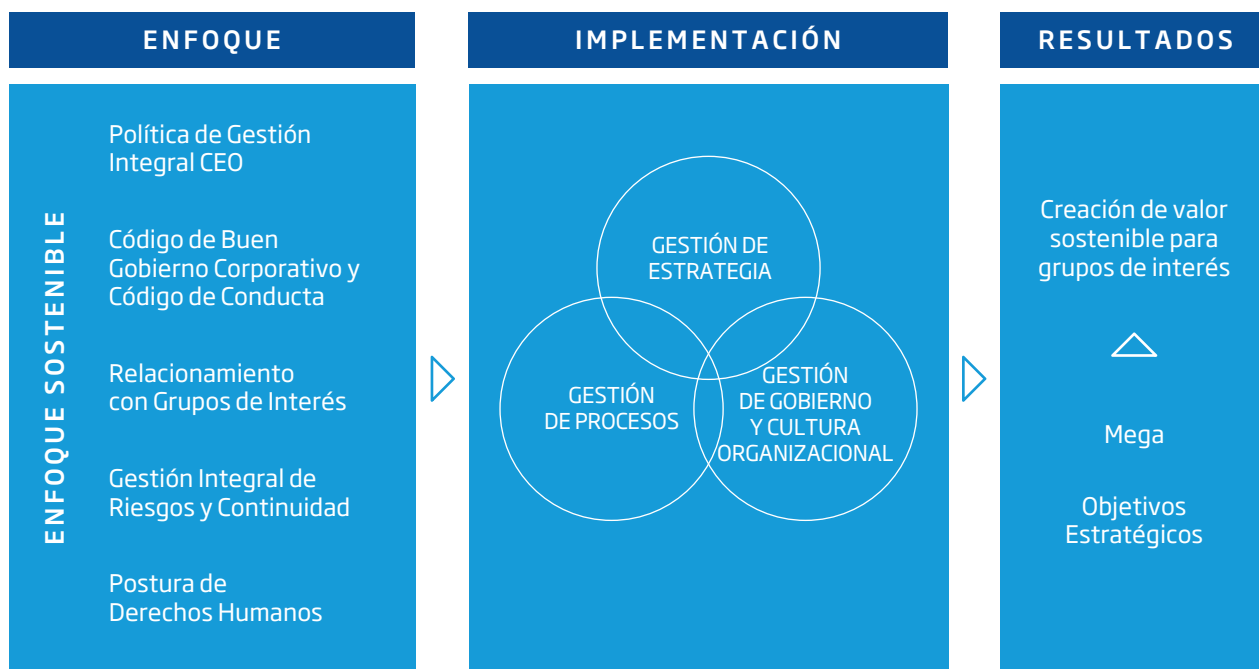 ENFOQUE
ENFOQUE SOSTENIBLE
Política de Gestión
Integral CEO
Código de Buen
Gobierno Corporativo y
Código de Conducta
Relacionamiento
con Grupos de Interés
Gestión Integral de
Riesgos y Continuidad
Postura de
Derechos Humanos
IMPLEMENTACIÓN
GESTIÓN DE
ESTRATEGIA
GESTIÓN
DE PROCESOS
GESTIÓN
DE GOBIERNO
Y CULTURA
ORGANIZACIONAL
RESULTADOS
Creación de valor
sostenible para
grupos de interés
Mega
Objetivos
Estratégicos